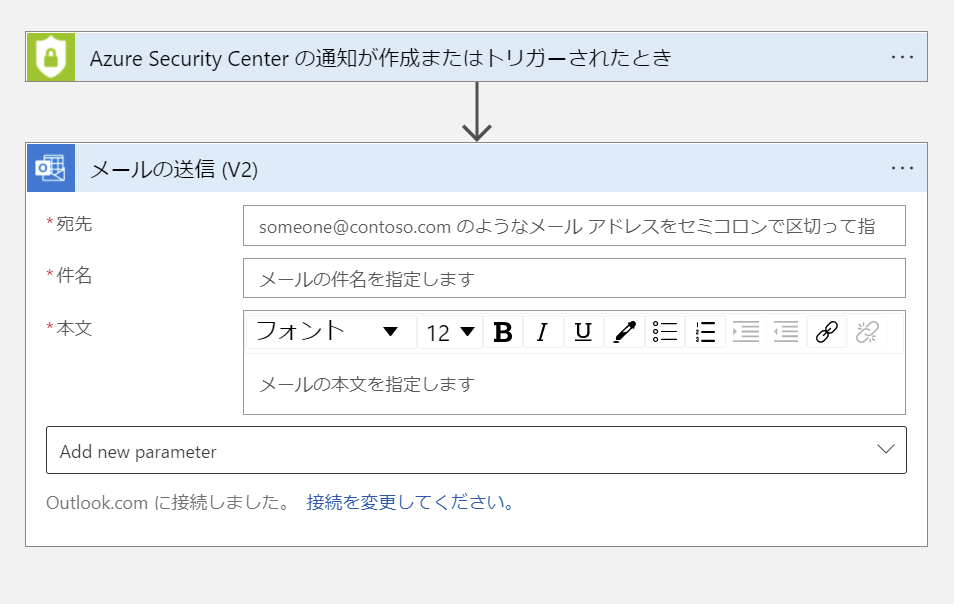 Azure Security Center の通知が作成またはトリガーされたとき
メールの送信 (V2)
*宛先
someone@contoso.com のようなメール アドレスをセミコロンで区切って指
*件名
メールの件名を指定します
*本文
フォント 12 B I U
メールの本文を指定します
Add new parameter
Outlook.com に接続しました。 接続を変更してください。